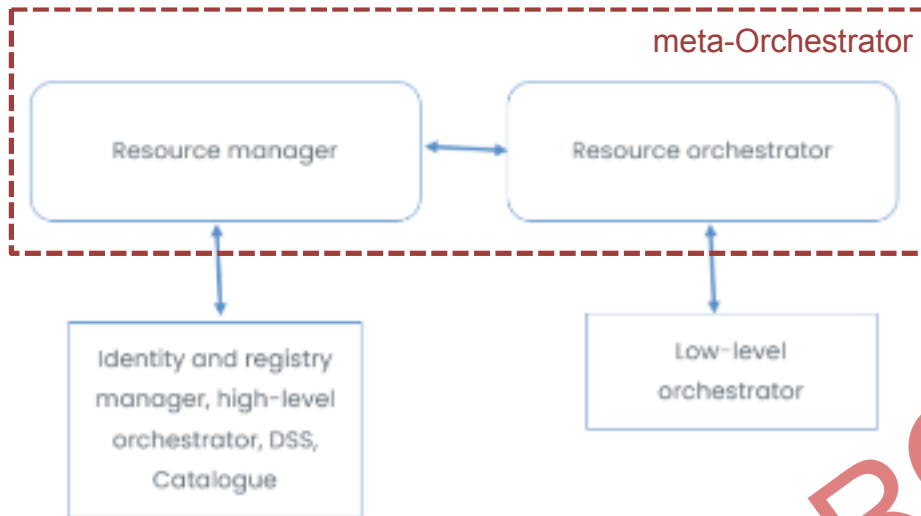 meta-Orchestrator
Resource manager
Resource orchestrator
Identity and registry
manager, high-level
orchestrator, DSS,
Catalogue
Low-level
orchestrator